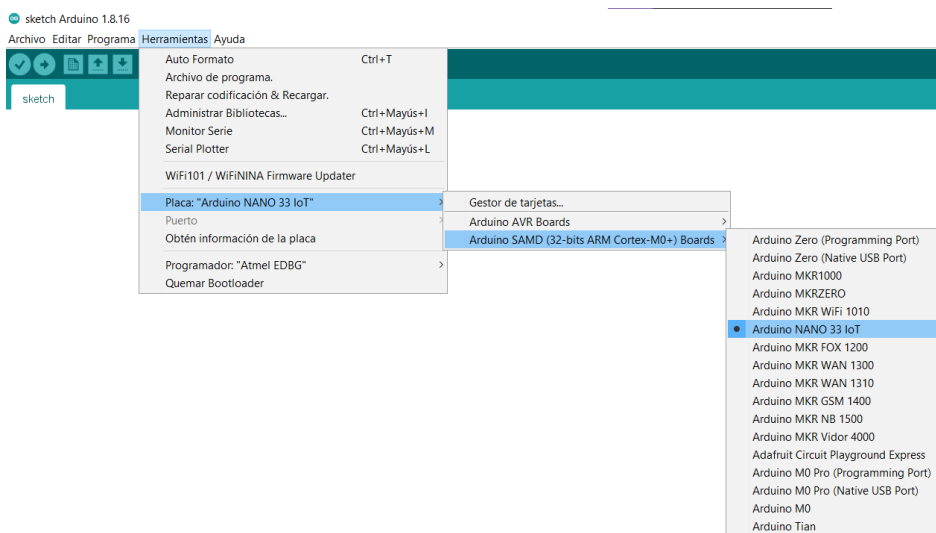 sketch Arduino 1.8.16
Archivo Editar Programa Herramientas Ayuda
sketch
Auto Formato Ctrl+T
Archivo de programa.
Reparar codificación & Recargar.
Administrar Bibliotecas... Ctrl+Mayús+I
Monitor Serie Ctrl+Mayús+M
Serial Plotter Ctrl+Mayús+L
WiFi101 / WiFiNINA Firmware Updater
Placa: "Arduino NANO 33 IoT"
Puerto
Obtén información de la placa
Programador: "Atmel EDBG"
Quemar Bootloader
Gestor de tarjetas...
Arduino AVR Boards
Arduino SAMD (32-bits ARM Cortex-M0+) Boards
Arduino Zero (Programming Port)
Arduino Zero (Native USB Port)
Arduino MKR1000
Arduino MKRZERO
Arduino MKR WiFi 1010
Arduino NANO 33 IoT
Arduino MKR FOX 1200
Arduino MKR WAN 1300
Arduino MKR WAN 1310
Arduino MKR GSM 1400
Arduino MKR NB 1500
Arduino MKR Vidor 4000
Adafruit Circuit Playground Express
Arduino M0 Pro (Programming Port)
Arduino M0 Pro (Native USB Port)
Arduino M0
Arduino Tian